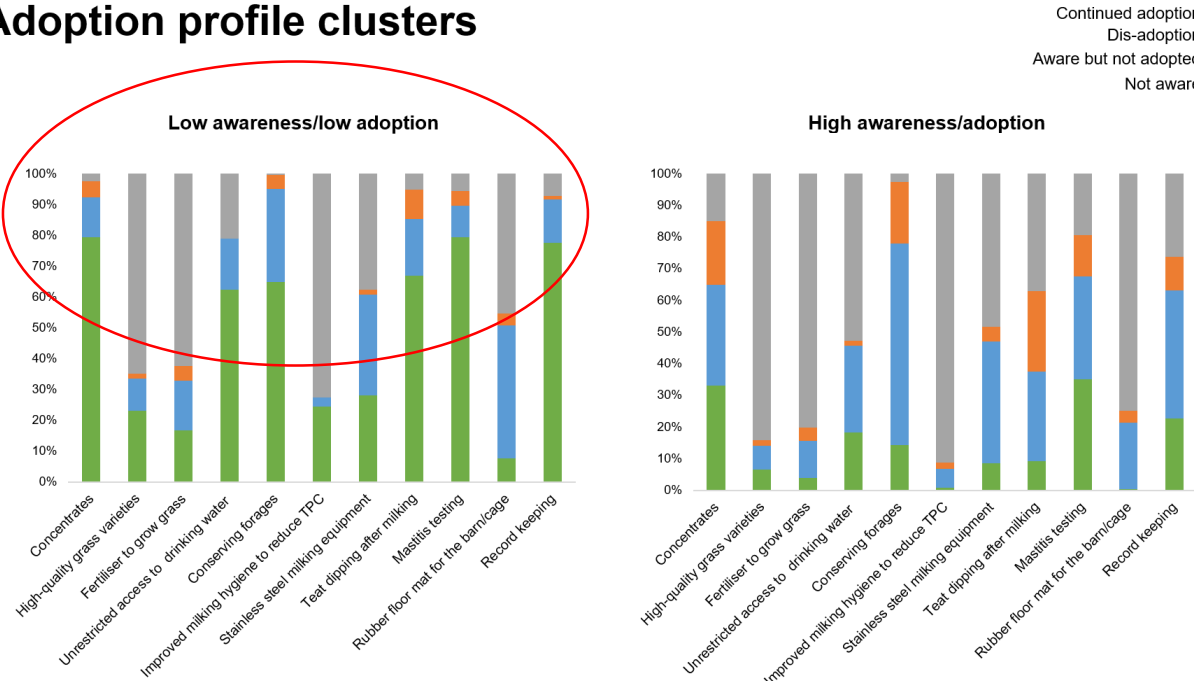 Adoption profile clusters
Continued adoption
Dis-adoption
Aware but not adopted
Not aware
Low awareness/low adoption
100%
90%
80%
70%
60%
50%
40%
30%
20%
10%
0%
Concentrates
High-quality grass varieties
Fertiliser to grow grass
Unrestricted access to drinking water
Conserving forages
Improved milking hygiene to reduce TPC
Stainless steel milking equipment
Teat dipping after milking
Mastitis testing
Rubber floor mat for the barn/cage
Record keeping
High awareness/adoption
100%
90%
80%
70%
60%
50%
40%
30%
20%
10%
0%
Concentrates
High-quality grass varieties
Fertiliser to grow grass
Unrestricted access to drinking water
Conserving forages
Improved milking hygiene to reduce TPC
Stainless steel milking equipment
Teat dipping after milking
Mastitis testing
Rubber floor mat for the barn/cage
Record keeping